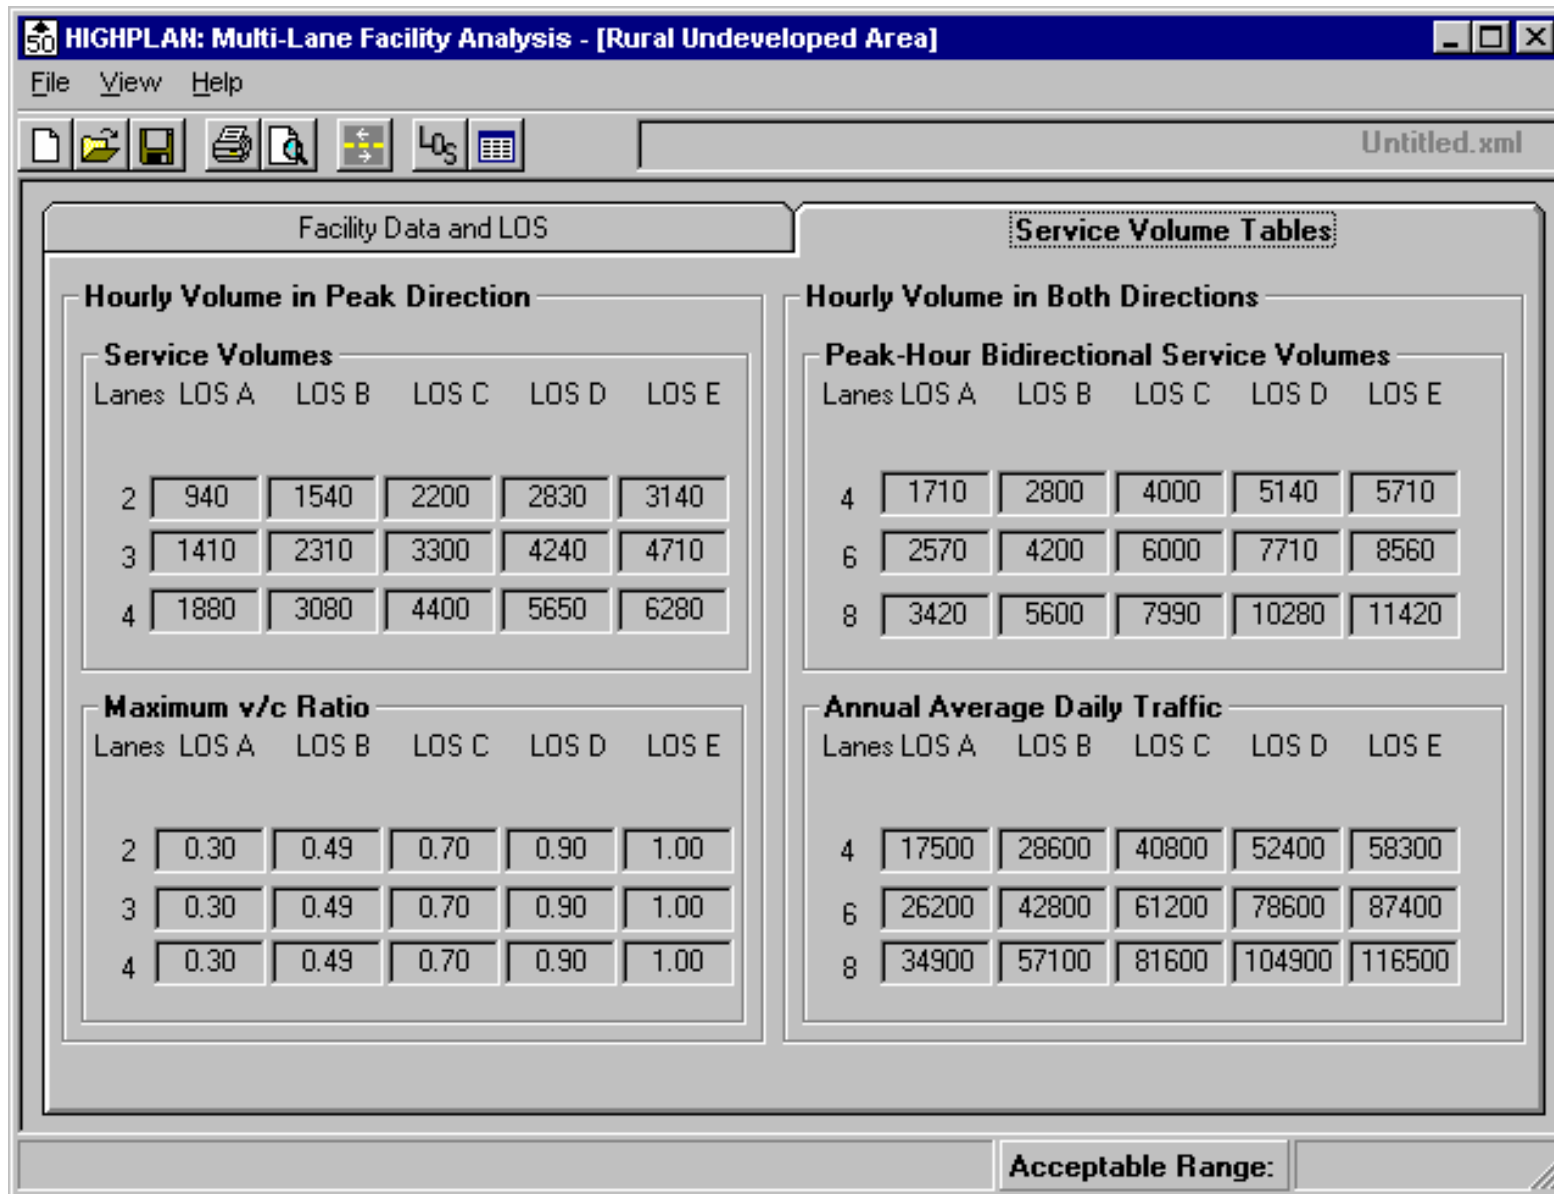 50 HIGHPLAN: Multi-Lane Facility Analysis - [Rural Undeveloped Area]
File View Help
LOS Untitled.xml
Facility Data and LOS
Service Volume Tables
Hourly Volume in Peak Direction
Service Volumes
Lanes LOS A LOS B LOS C LOS D LOS E
2 940 1540 2200 2830 3140
3 1410 2310 3300 4240 4710
4 1880 3080 4400 5650 6280
Maximum v/c Ratio
Lanes LOS A LOS B LOS C LOS D LOS E
2 0.30 0.49 0.70 0.90 1.00
3 0.30 0.49 0.70 0.90 1.00
4 0.30 0.49 0.70 0.90 1.00
Hourly Volume in Both Directions
Peak-Hour Bidirectional Service Volumes
Lanes LOS A LOS B LOS C LOS D LOS E
4 1710 2800 4000 5140 5710
6 2570 4200 6000 7710 8560
8 3420 5600 7990 10280 11420
Annual Average Daily Traffic
Lanes LOS A LOS B LOS C LOS D LOS E
4 17500 28600 40800 52400 58300
6 26200 42800 61200 78600 87400
8 34900 57100 81600 104900 116500
Acceptable Range: